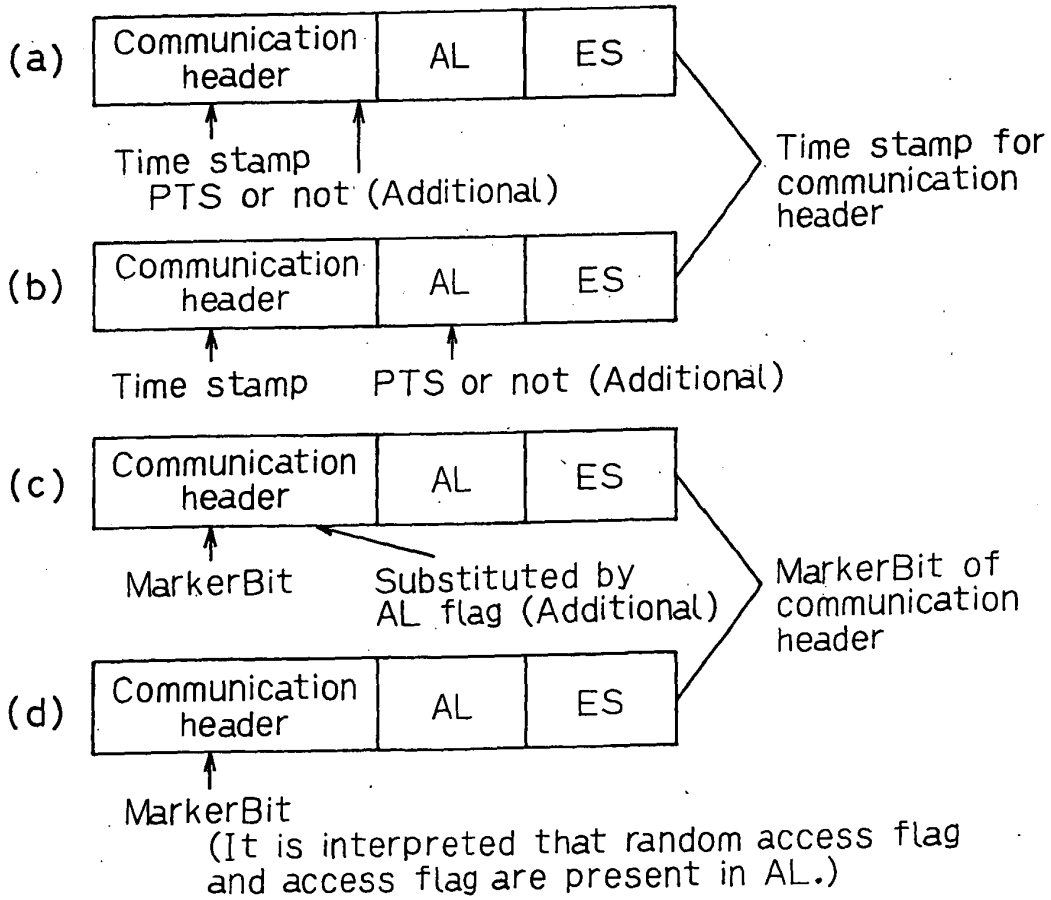 (a)
Communication
header
AL
ES
Time stamp
PTS or not (Additional)
Time stamp for
communication
header
(b)
Communication
header
AL
ES
Time stamp
PTS or not (Additional)
(c)
Communication
header
AL
ES
MarkerBit
Substituted by
AL flag (Additional)
MarkerBit of
communication
header
(d)
Communication
header
AL
ES
MarkerBit
(It is interpreted that random access flag
and access flag are present in AL.)